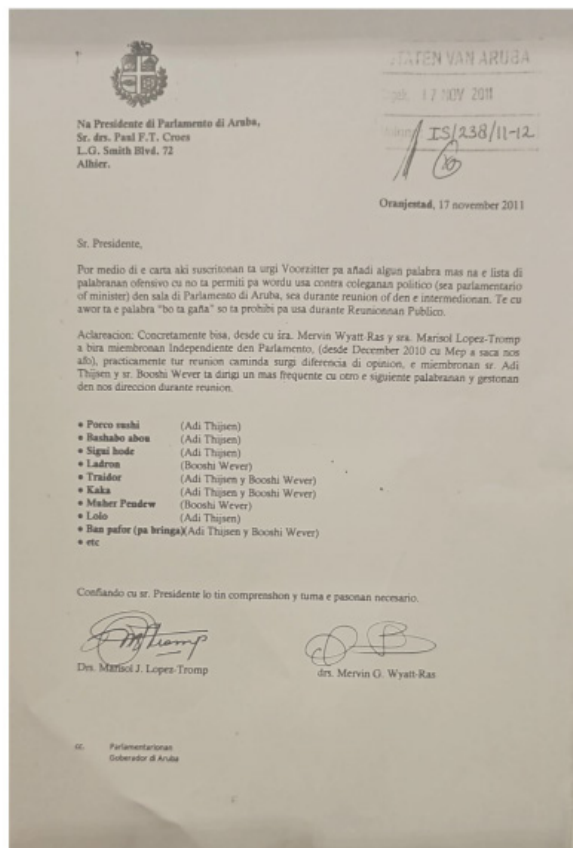 STATEN VAN ARUBA
17 NOV 2011
IS/238/11-12
Na Presidente di Parlamento di Aruba,
Sr. drs. Paul F.T. Croes
L.G. Smith Blvd. 72
Alhier.
Oranjestad, 17 november 2011
Sr. Presidente,
Por medio di e carta aki suscritonan ta urgi Voorzitter pa añadi algun palabra mas na e lista di
palabranan ofensivo cu no ta permiti pa wordu usa contra coleganan politico (sea parlamentario
of minister) den sala di Parlamento di Aruba, sea durante reunion of den e intermedionan. Te cu
awor ta e palabra "bo ta gaña" so ta prohibi pa usa durante Reunionnan Publico.
Aclareacion: Concretamente bisa, desde cu sra. Mervin Wyatt-Ras y sra. Marisol Lopez-Tromp
a bira miembronan Independiente den Parlamento, (desde December 2010 cu Mep a saca nos
afo), practicamente tur reunion caminda surgi diferencia di opinion, e miembronan sr. Adi
Thijsen y sr. Booshi Wever ta dirigi un mas frequente cu otro e siguiente palabranan y gestonan
den nos direccion durante reunion.
• Porco sushi (Adi Thijsen)
• Bashabo abou (Adi Thijsen)
• Sigui hode (Adi Thijsen)
• Ladron (Booshi Wever)
• Traidor (Adi Thijsen y Booshi Wever)
• Kaka (Adi Thijsen y Booshi Wever)
• Muher Pendew (Booshi Wever)
• Lolo (Adi Thijsen)
• Ban pafor (pa bringa)(Adi Thijsen y Booshi Wever)
• etc
Confiando cu sr. Presidente lo tin comprenshon y tuma e pasonan necesario.
Drs. Marisol J. Lopez-Tromp
drs. Mervin G. Wyatt-Ras
cc. Parlamentarionan
Goberador di Aruba